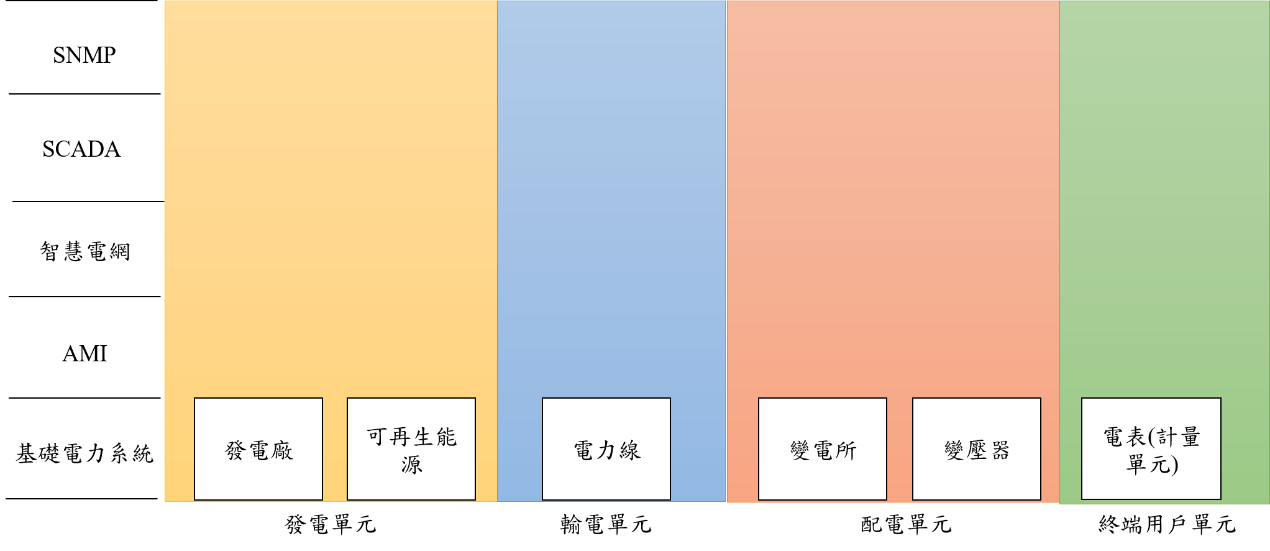 SNMP
SCADA
智慧電網
AMI
基礎電力系統
發電廠
可再生能
源
電力線
變電所
變壓器
電表(計量
單元)
發電單元
輸電單元
配電單元
終端用戶單元